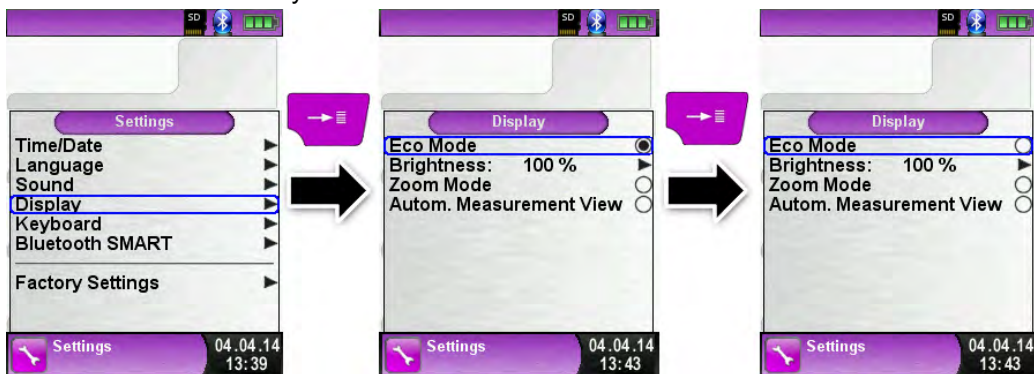 SD
Settings
Time/Date
Language
Sound
Display
Keyboard
Bluetooth SMART
Factory Settings
Settings
04.04.14
13:39
SD
Display
Eco Mode
Brightness: 100 %
Zoom Mode
Autom. Measurement View
Settings
04.04.14
13:43
SD
Display
Eco Mode
Brightness: 100 %
Zoom Mode
Autom. Measurement View
Settings
04.04.14
13:43